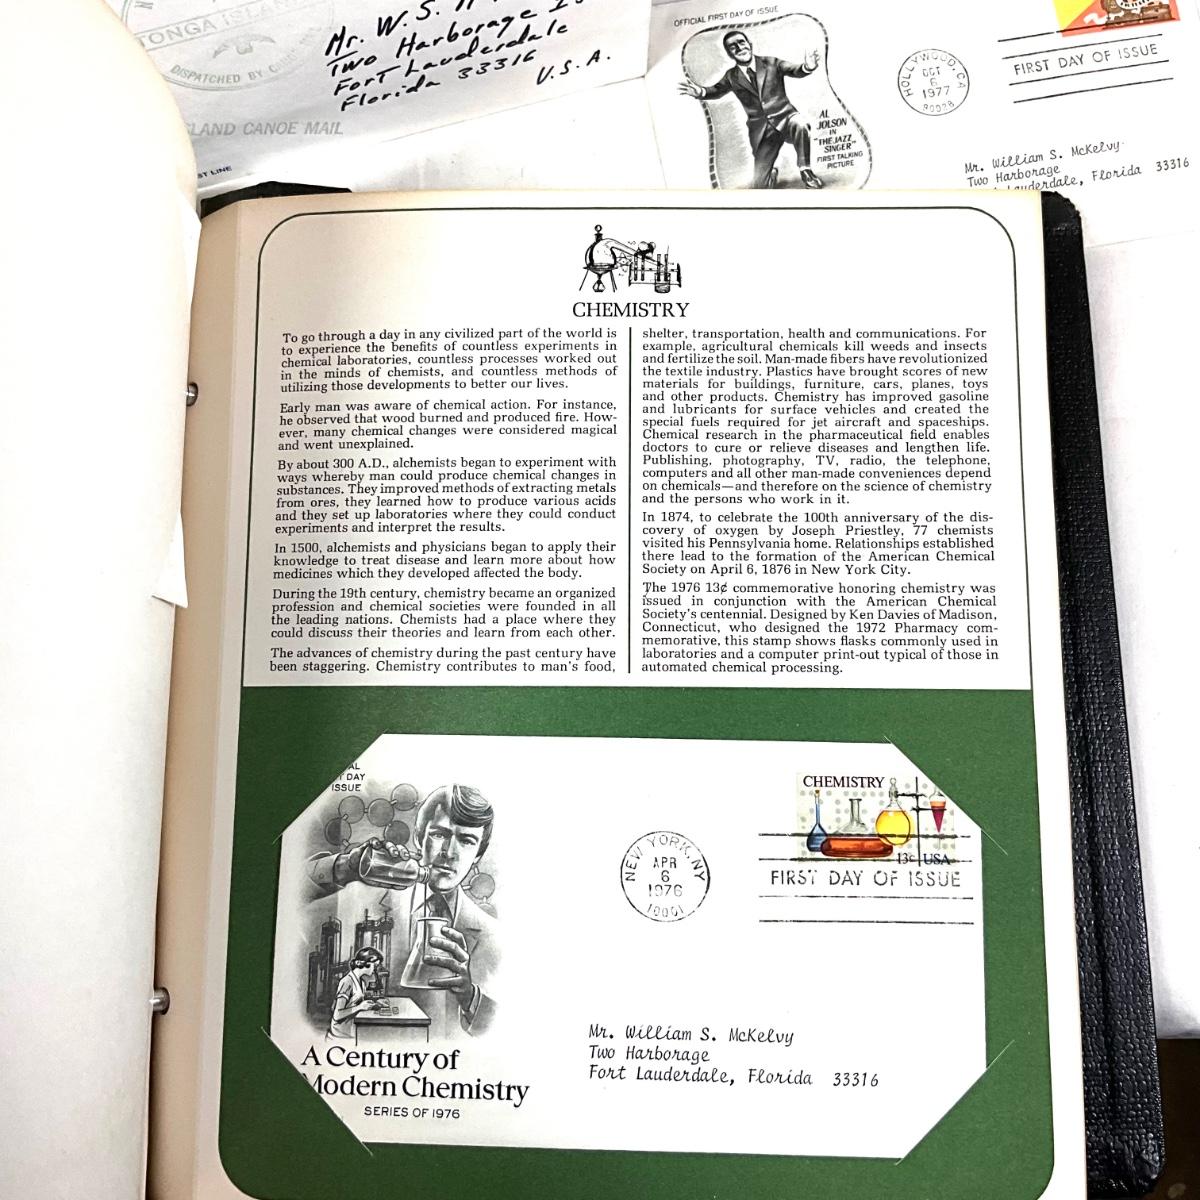 TONGA ISLAND
DISPATCHED BY
Mr. W.S.
Two Harborage
Fort Lauderdale
Florida 33316
U.S.A.
LAND CANOE MAIL
ST LINE
OFFICIAL FIRST DAY OF ISSUE
AL
JOLSON
IN
"THE JAZZ
SINGER"
FIRST TALKING
PICTURE
HOLLYWOOD, CA
OCT
6
1977
90028
FIRST DAY OF ISSUE
Mr. William S. McKelvy
Two Harborage
Lauderdale, Florida 33316
CHEMISTRY
To go through a day in any civilized part of the world is
to experience the benefits of countless experiments in
chemical laboratories, countless processes worked out
in the minds of chemists, and countless methods of
utilizing those developments to better our lives.
Early man was aware of chemical action. For instance,
he observed that wood burned and produced fire. How-
ever, many chemical changes were considered magical
and went unexplained.
By about 300 A.D., alchemists began to experiment with
ways whereby man could produce chemical changes in
substances. They improved methods of extracting metals
from ores, they learned how to produce various acids
and they set up laboratories where they could conduct
experiments and interpret the results.
In 1500, alchemists and physicians began to apply their
knowledge to treat disease and learn more about how
medicines which they developed affected the body.
During the 19th century, chemistry became an organized
profession and chemical societies were founded in all
the leading nations. Chemists had a place where they
could discuss their theories and learn from each other.
The advances of chemistry during the past century have
been staggering. Chemistry contributes to man's food,
shelter, transportation, health and communications. For
example, agricultural chemicals kill weeds and insects
and fertilize the soil. Man-made fibers have revolutionized
the textile industry. Plastics have brought scores of new
materials for buildings, furniture, cars, planes, toys
and other products. Chemistry has improved gasoline
and lubricants for surface vehicles and created the
special fuels required for jet aircraft and spaceships.
Chemical research in the pharmaceutical field enables
doctors to cure or relieve diseases and lengthen life.
Publishing, photography, TV, radio, the telephone,
computers and all other man-made conveniences depend
on chemicals—and therefore on the science of chemistry
and the persons who work in it.
In 1874, to celebrate the 100th anniversary of the dis-
covery of oxygen by Joseph Priestley, 77 chemists
visited his Pennsylvania home. Relationships established
there lead to the formation of the American Chemical
Society on April 6, 1876 in New York City.
The 1976 13¢ commemorative honoring chemistry was
issued in conjunction with the American Chemical
Society's centennial. Designed by Ken Davies of Madison,
Connecticut, who designed the 1972 Pharmacy com-
memorative, this stamp shows flasks commonly used in
laboratories and a computer print-out typical of those in
automated chemical processing.
AL
T DAY
ISSUE
A Century of
Modern Chemistry
SERIES OF 1976
NEW YORK, NY
APR
6
1976
10001
CHEMISTRY
13c USA
FIRST DAY OF ISSUE
Mr. William S. McKelvy
Two Harborage
Fort Lauderdale, Florida 33316